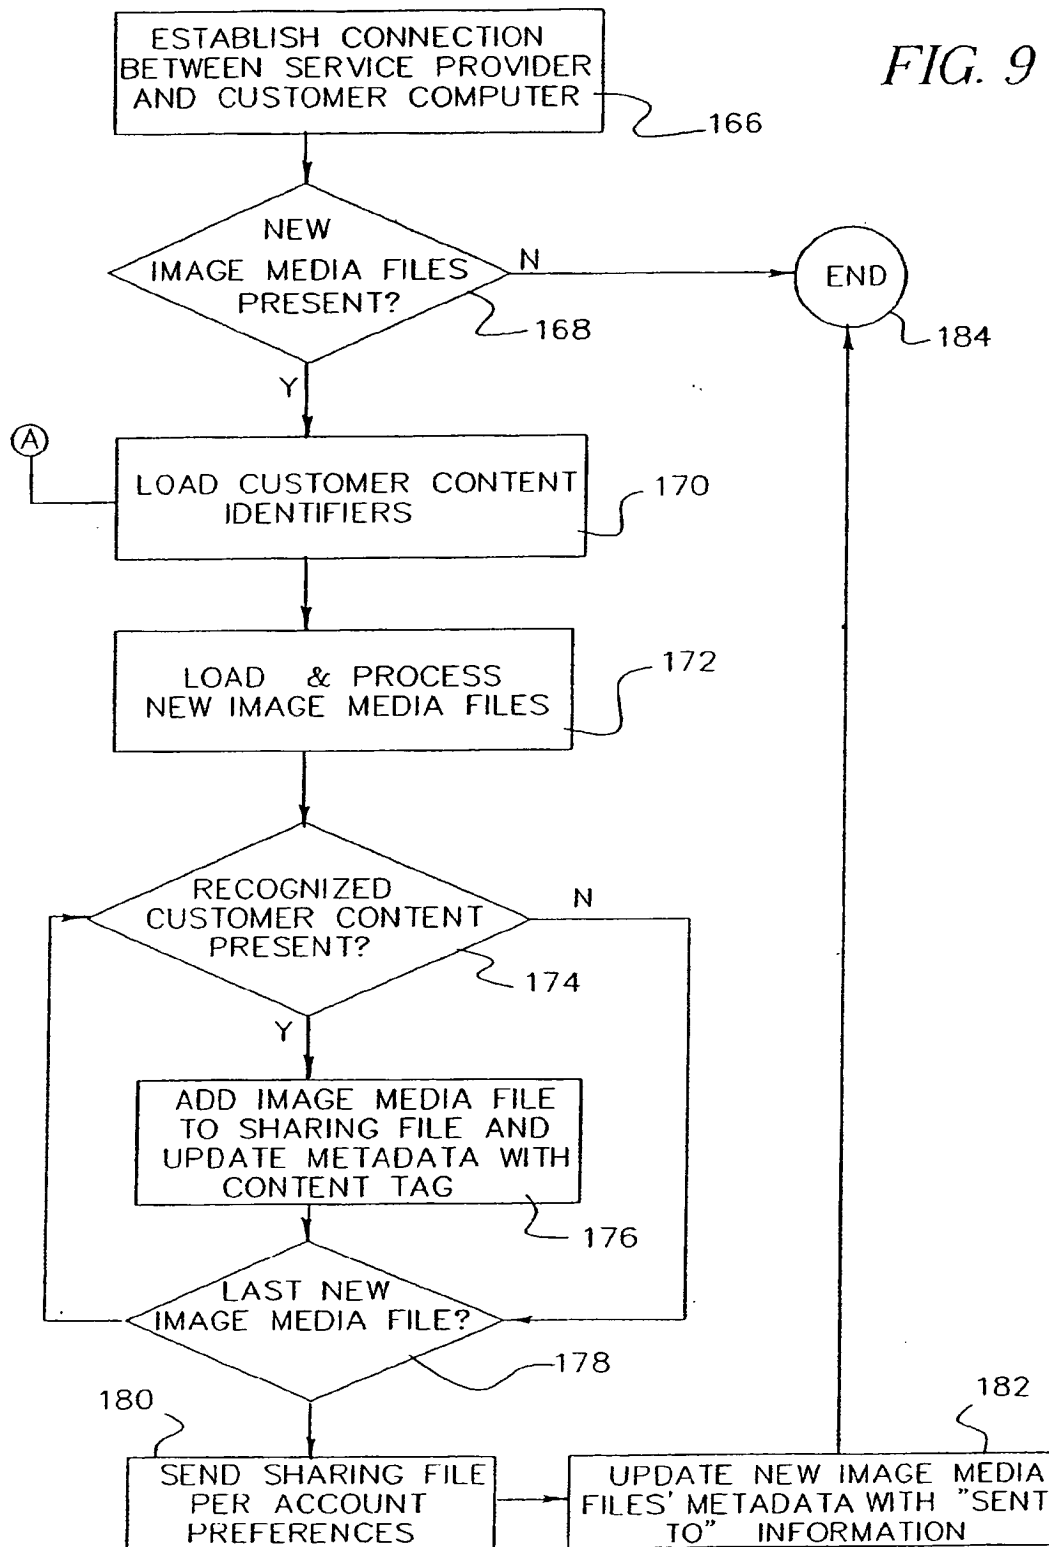 FIG. 9
ESTABLISH CONNECTION
BETWEEN SERVICE PROVIDER
AND CUSTOMER COMPUTER
166
NEW
IMAGE MEDIA FILES
PRESENT?
N
168
END
184
Y
A
LOAD CUSTOMER CONTENT
IDENTIFIERS
170
LOAD & PROCESS
NEW IMAGE MEDIA FILES
172
RECOGNIZED
CUSTOMER CONTENT
PRESENT?
N
174
Y
ADD IMAGE MEDIA FILE
TO SHARING FILE AND
UPDATE METADATA WITH
CONTENT TAG
176
LAST NEW
IMAGE MEDIA FILE?
178
180
SEND SHARING FILE
PER ACCOUNT
PREFERENCES
182
UPDATE NEW IMAGE MEDIA
FILES' METADATA WITH "SENT
TO" INFORMATION